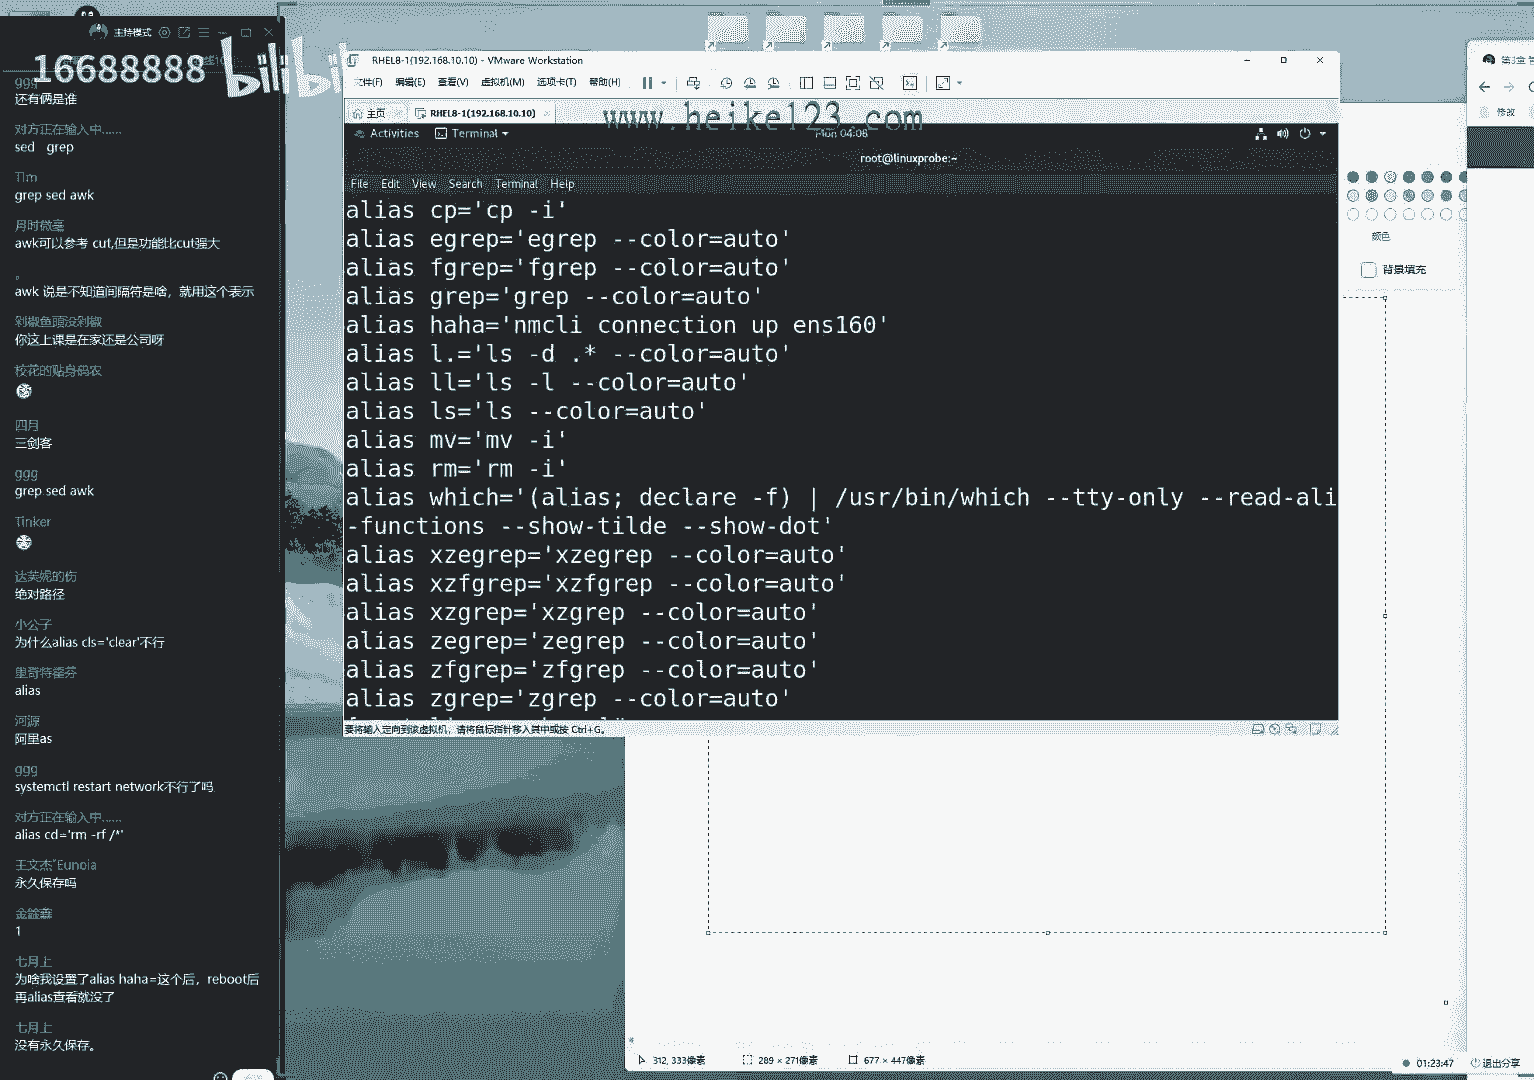 主持模式
16688888
bilibili
ggg
还有俩是谁
对方正在输入中......
sed grep
Tim
grep sed awk
月时微毫
awk可以参考 cut,但是功能比cut强大
。
awk 说是不知道间隔符是啥，就用这个表示
剁椒鱼頭没剁椒
你这上课是在家还是公司呀
校花的贴身码农
四月
三剑客
ggg
grep sed awk
Tinker
达芙妮的伤
绝对路径
小公子
为什么alias cls='clear'不行
里奇特霍芬
alias
河源
阿里as
ggg
systemctl restart network不行了吗
对方正在输入中......
alias cd='rm -rf /*'
王文杰"Eunoia
永久保存吗
1
七月上
为啥我设置了alias haha=这个后，reboot后
再alias查看就没了
七月上
没有永久保存。
RHEL8-1(192.168.10.10) - VMware Workstation
文件(F) 编辑(E) 查看(V) 虚拟机(M) 选项卡(T) 帮助(H)
主页 RHEL8-1(192.168.10.10)
www.heike123.com
Activities Terminal Mon 04:08
root@linuxprobe:~
File Edit View Search Terminal Help
alias cp='cp -i'
alias egrep='egrep --color=auto'
alias fgrep='fgrep --color=auto'
alias grep='grep --color=auto'
alias haha='nmcli connection up ens160'
alias l.='ls -d .* --color=auto'
alias ll='ls -l --color=auto'
alias ls='ls --color=auto'
alias mv='mv -i'
alias rm='rm -i'
alias which='(alias; declare -f) | /usr/bin/which --tty-only --read-ali
-functions --show-tilde --show-dot'
alias xzegrep='xzegrep --color=auto'
alias xzfgrep='xzfgrep --color=auto'
alias xzgrep='xzgrep --color=auto'
alias zegrep='zegrep --color=auto'
alias zfgrep='zfgrep --color=auto'
alias zgrep='zgrep --color=auto'
要将输入定向到该虚拟机，请将鼠标指针移入其中或按 Ctrl+G。
第3章
修改
颜色
背景填充
312, 333像素 289 × 271像素 677 × 447像素
01:23:47 退出分享